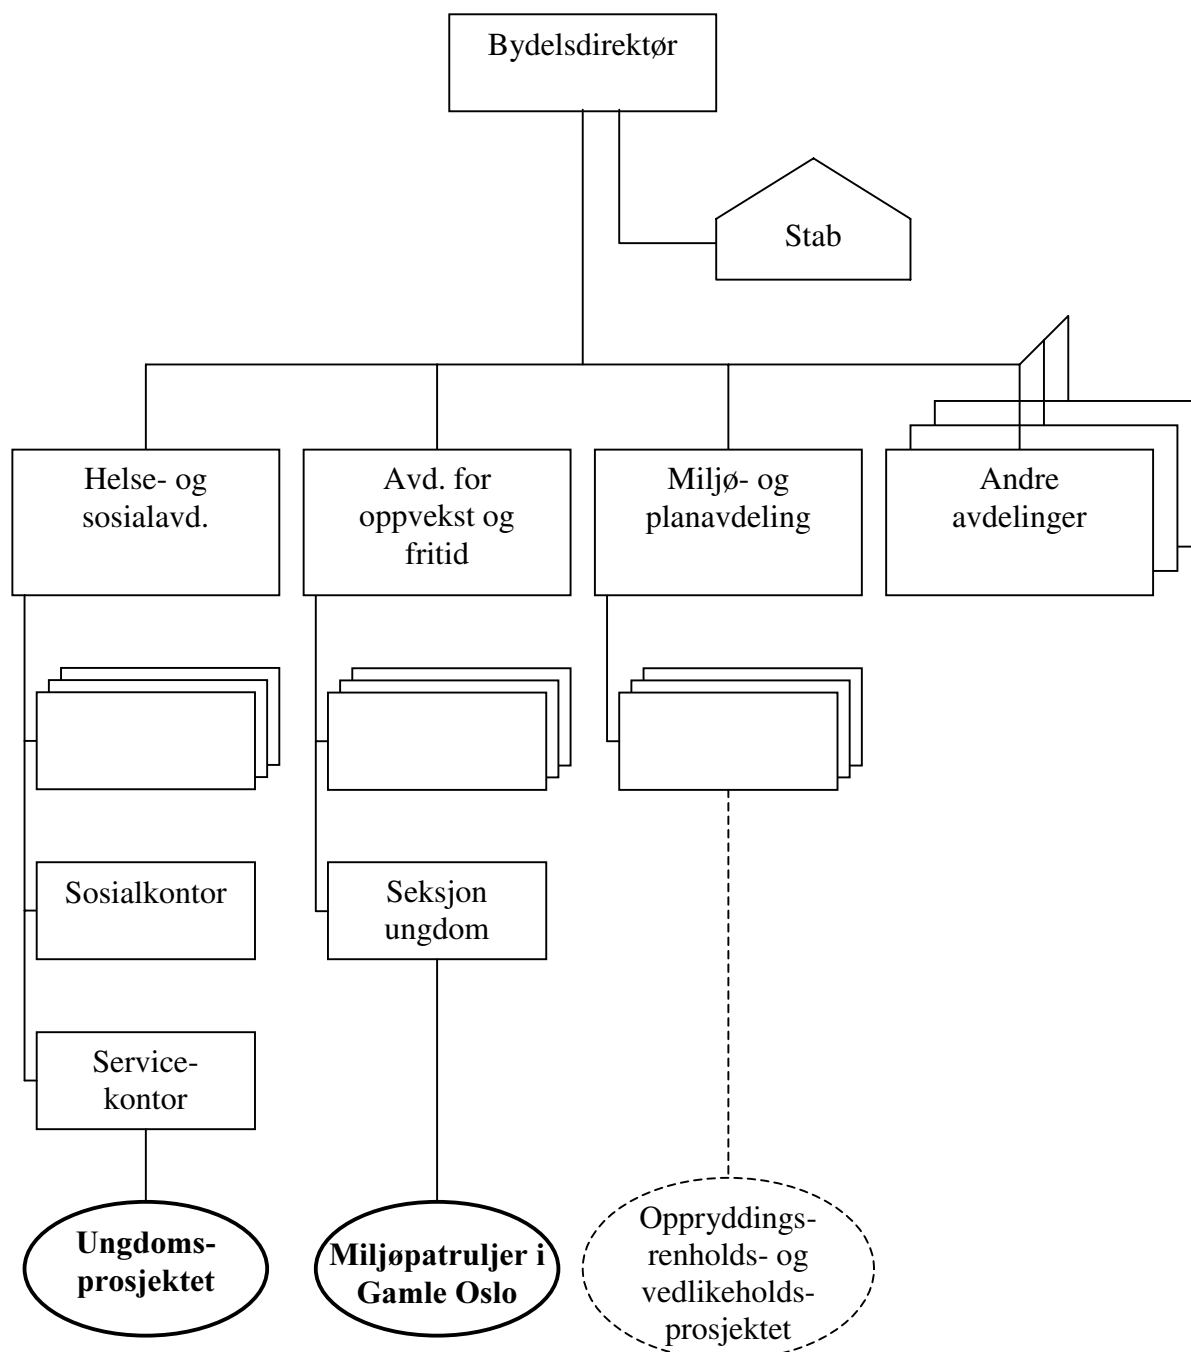 Bydelsdirektør
Stab
Helse- og
sosialavd.
Avd. for
oppvekst og
fritid
Miljø- og
planavdeling
Andre
avdelinger
Sosialkontor
Seksjon
ungdom
Service-
kontor
Ungdoms-
prosjektet
Miljøpatruljer i
Gamle Oslo
Oppryddings-
renholds- og
vedlikeholds-
prosjektet